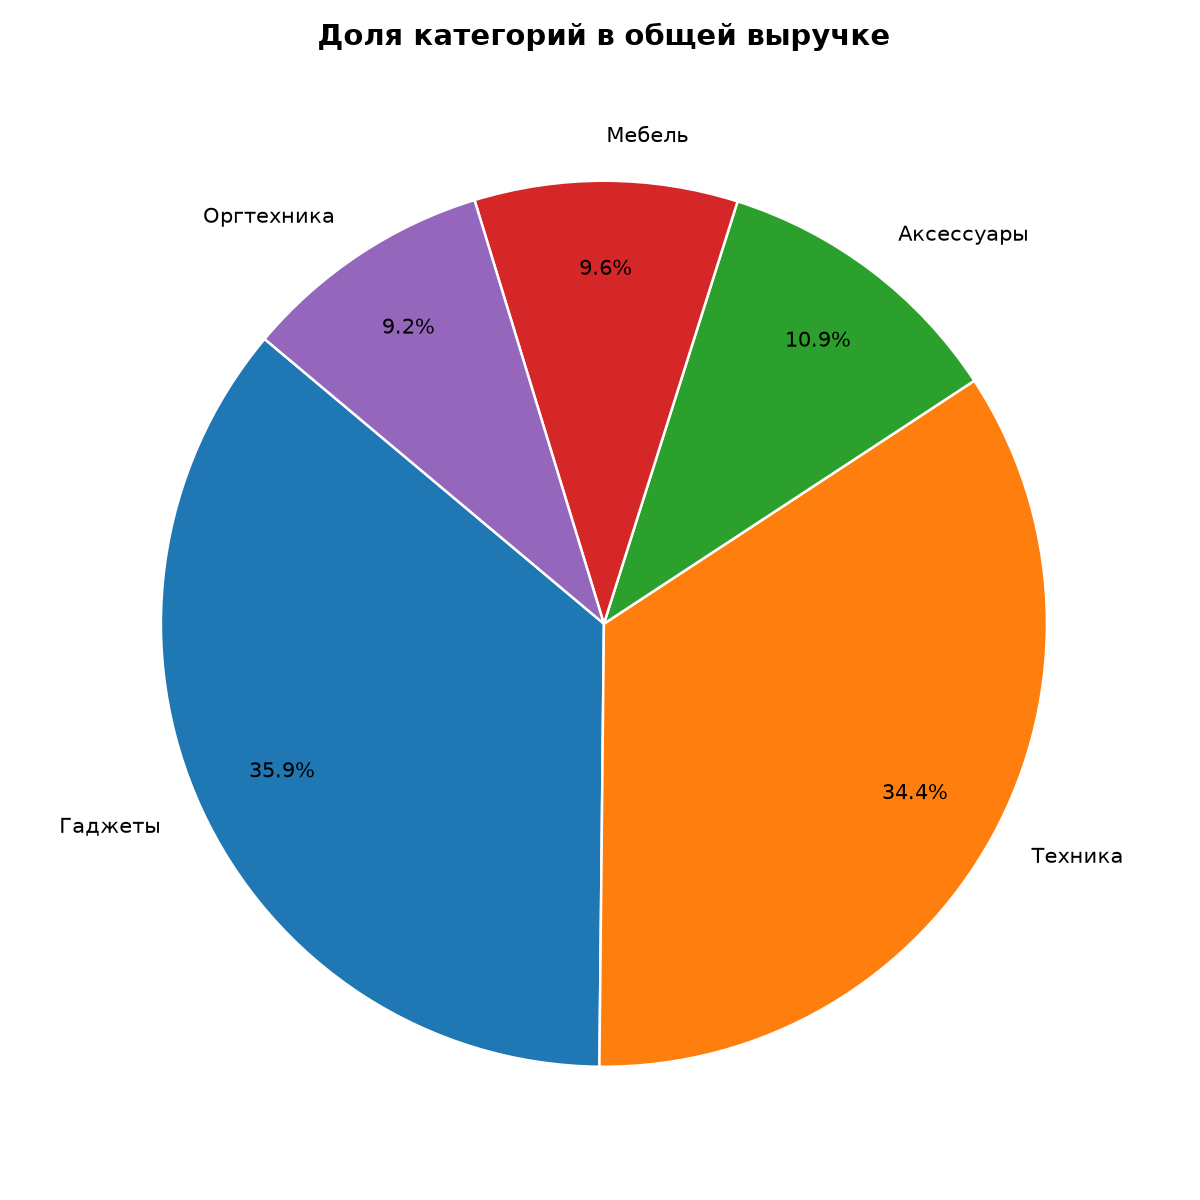 Доля категорий в общей выручке
Мебель
Оргтехника
Аксессуары
9.6%
9.2%
10.9%
35.9%
34.4%
Гаджеты
Техника